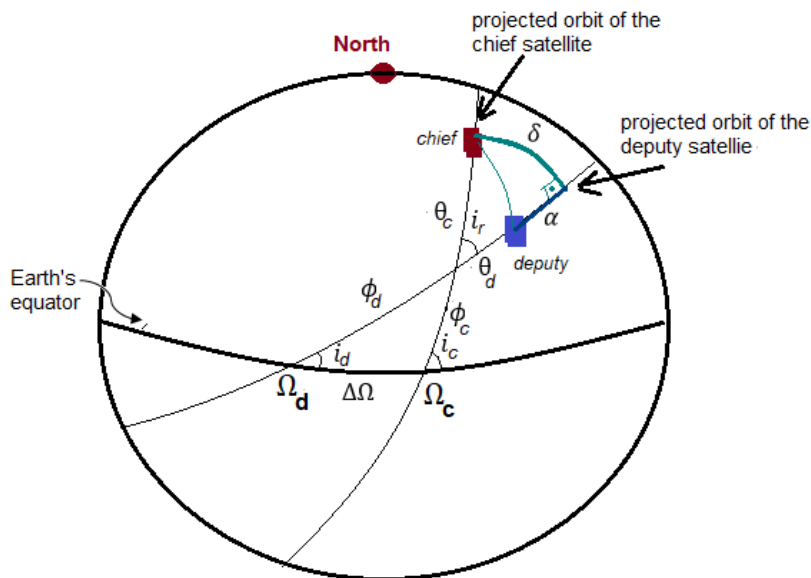 projected orbit of the
chief satellite
North
projected orbit of the
deputy satellie
chief
δ
θc
ir
α
deputy
θd
Earth's
equator
ϕd
ϕc
id
ic
Ωd
ΔΩ
Ωc